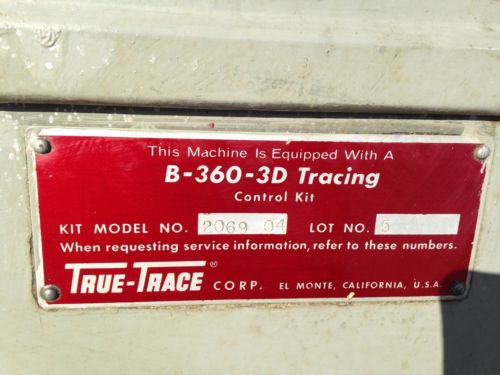 This Machine Is Equipped With A
B-360-3D Tracing
Control Kit
KIT MODEL NO. 2069 04 LOT NO. 5
When requesting service information, refer to these numbers.
TRUE-TRACE® CORP. EL MONTE, CALIFORNIA, U.S.A.